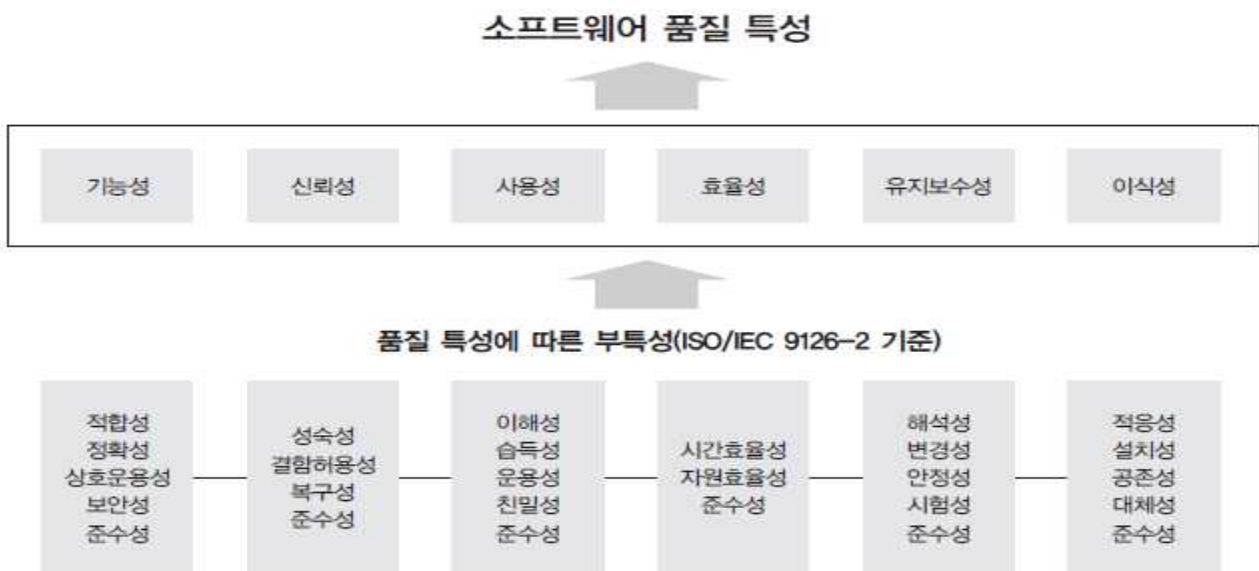 소프트웨어 품질 특성
기능성
신뢰성
사용성
효율성
유지보수성
이식성
품질 특성에 따른 부특성(ISO/IEC 9126-2 기준)
적합성
정확성
상호운용성
보안성
준수성
성숙성
결함허용성
복구성
준수성
이해성
습득성
운용성
친밀성
준수성
시간효율성
자원효율성
준수성
해석성
변경성
안정성
시험성
준수성
적응성
설치성
공존성
대체성
준수성